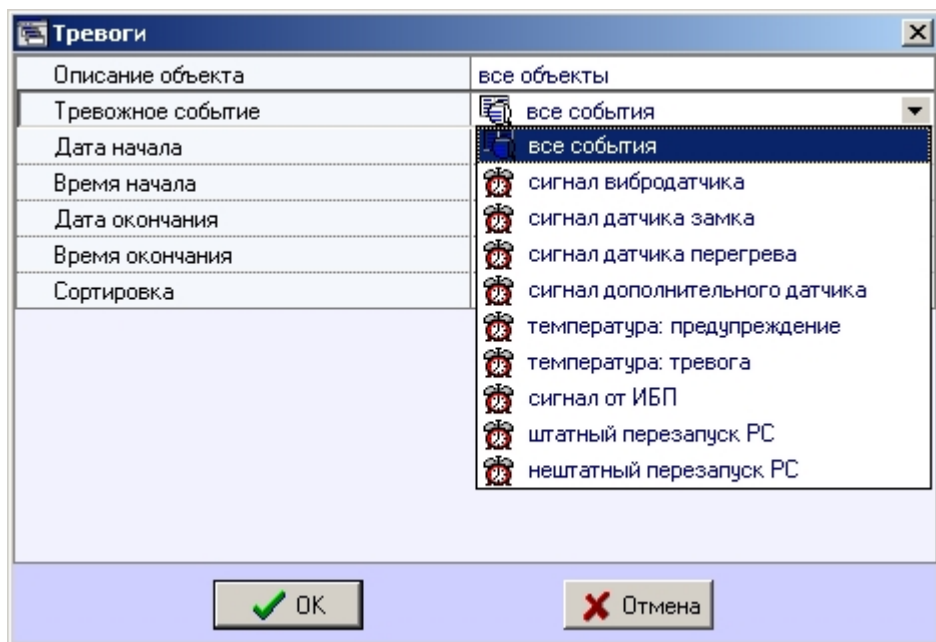 Тревоги
Описание объекта все объекты
Тревожное событие все события
Дата начала все события
Время начала сигнал вибродатчика
Дата окончания сигнал датчика замка
Время окончания сигнал датчика перегрева
Сортировка сигнал дополнительного датчика
температура: предупреждение
температура: тревога
сигнал от ИБП
штатный перезапуск РС
нештатный перезапуск РС
OK Отмена